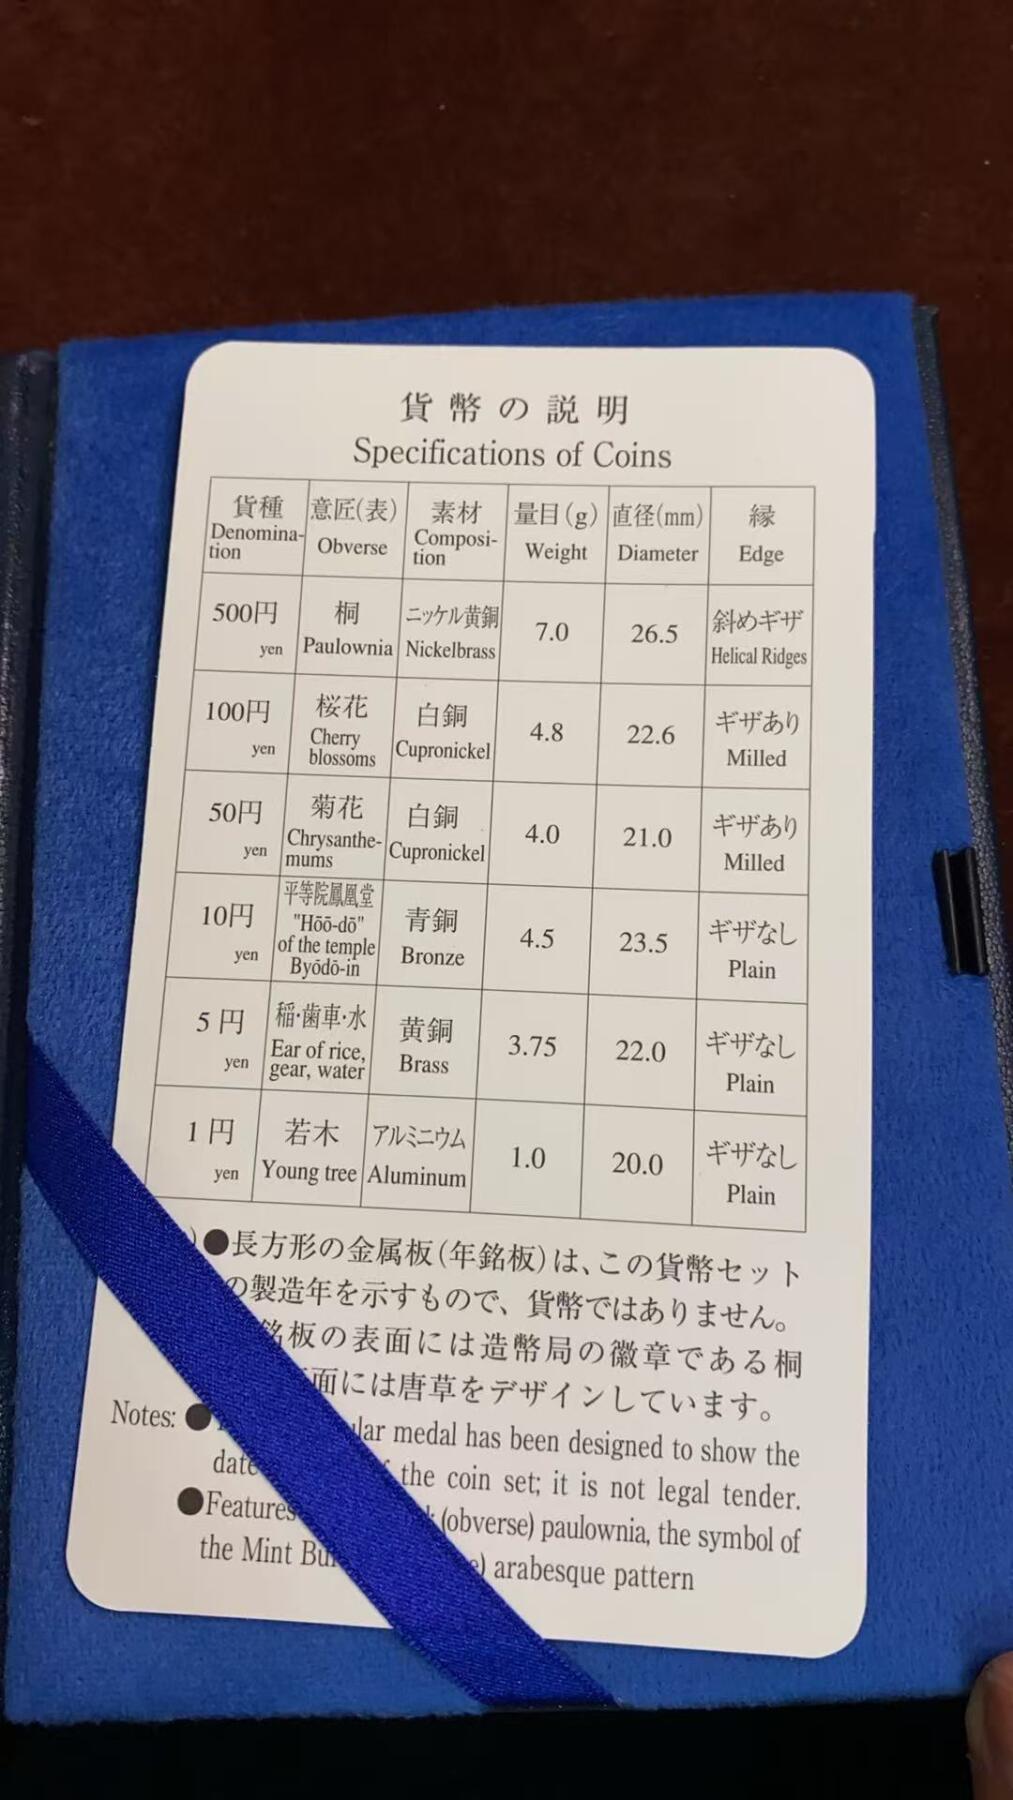 貨幣の説明
Specifications of Coins
貨種 意匠(表) 素材 量目(g) 直径(mm) 縁
Denomina-tion Obverse Composi-tion Weight Diameter Edge
500円 桐 ニッケル黄銅 7.0 26.5 斜めギザ
yen Paulownia Nickelbrass Helical Ridges
100円 桜花 白銅 4.8 22.6 ギザあり
yen Cherry blossoms Cupronickel Milled
50円 菊花 白銅 4.0 21.0 ギザあり
yen Chrysanthe-mums Cupronickel Milled
10円 平等院鳳凰堂 青銅 4.5 23.5 ギザなし
yen "Hōō-dō" of the temple Byōdō-in Bronze Plain
5円 稲・歯車・水 黄銅 3.75 22.0 ギザなし
yen Ear of rice, gear, water Brass Plain
1円 若木 アルミニウム 1.0 20.0 ギザなし
yen Young tree Aluminum Plain
) ●長方形の金属板(年銘板)は、この貨幣セット
の製造年を示すもので、貨幣ではありません。
銘板の表面には造幣局の徽章である桐
面には唐草をデザインしています。
Notes: ● medal has been designed to show the
date the coin set; it is not legal tender.
●Features (obverse) paulownia, the symbol of
the Mint arabesque pattern